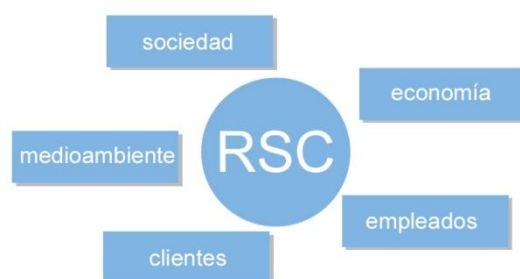 sociedad
economía
RSC
medioambiente
empleados
clientes